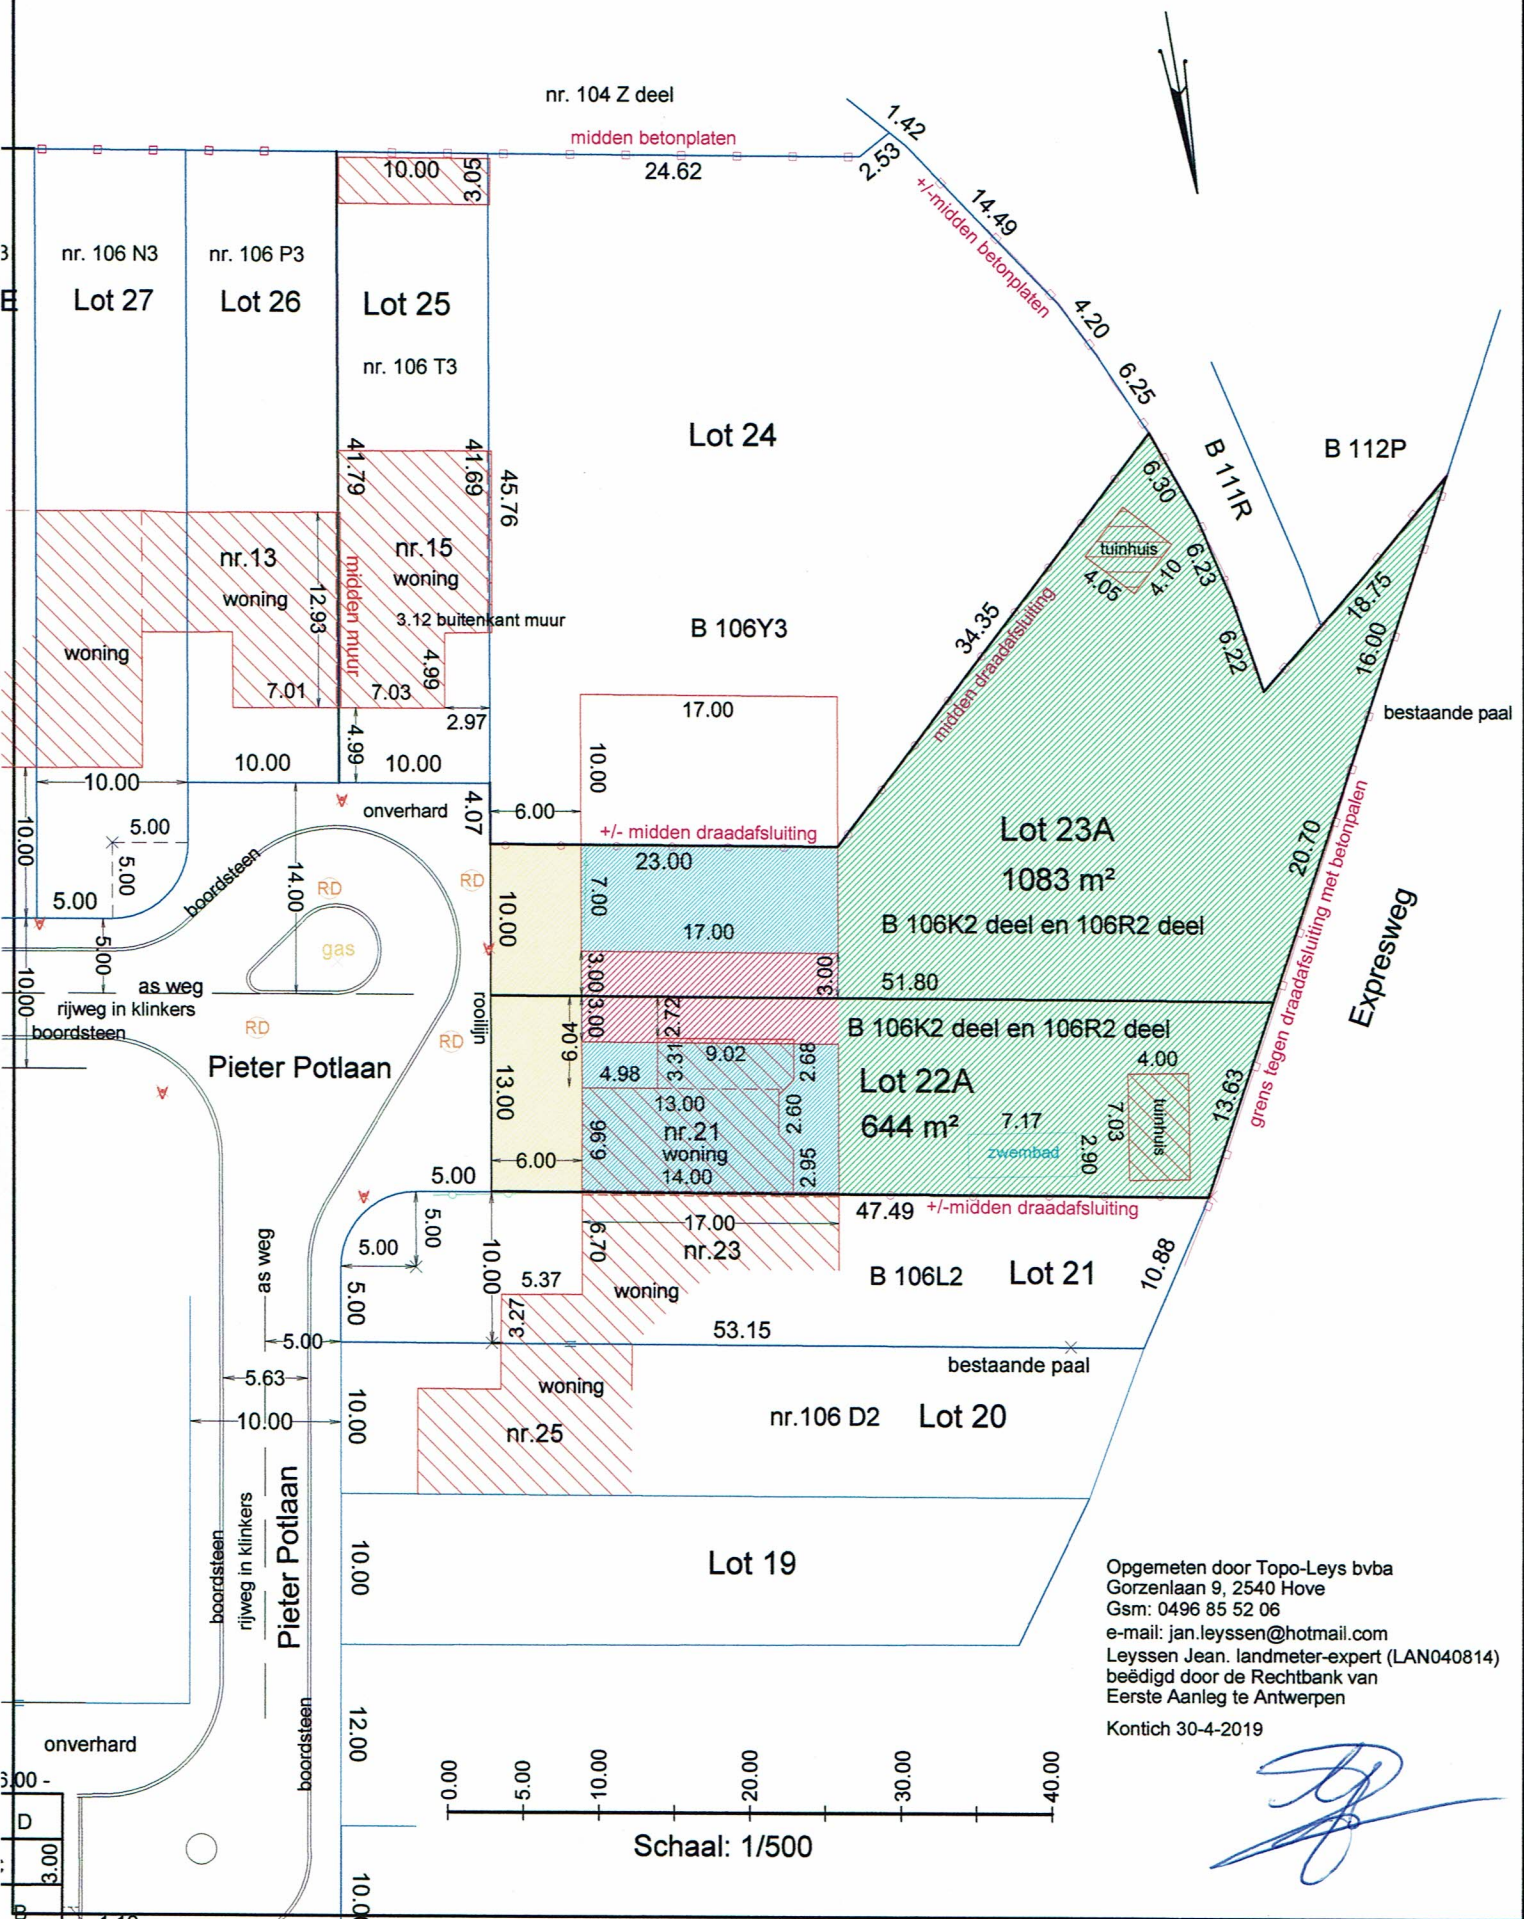 nr. 104 Z deel
midden betonplaten
24.62
1.42
2.53
14.49
+/-midden betonplaten
4.20
6.25
10.00
3.05
nr. 106 N3
nr. 106 P3
Lot 27
Lot 26
Lot 25
nr. 106 T3
E
Lot 24
B 106Y3
B 111R
B 112P
41.79
41.69
45.76
nr.13
woning
12.93
midden muur
nr.15
woning
3.12 buitenkant muur
woning
7.01
7.03
4.99
2.97
4.99
10.00
10.00
10.00
17.00
10.00
34.35
midden draadafsluiting
6.30
tuinhuis
4.05
4.10
6.23
6.22
18.75
16.00
bestaande paal
onverhard
4.07
6.00
+/- midden draadafsluiting
23.00
5.00
5.00
10.00
5.00
boordsteen
14.00
RD
RD
gas
5.00
10.00
7.00
17.00
Lot 23A
1083 m²
B 106K2 deel en 106R2 deel
20.70
grens tegen draadafsluiting met betonpalen
Expresweg
10.00
as weg
rijweg in klinkers
boordsteen
RD
RD
rooilijn
3.00
3.00
3.00
51.80
Pieter Potlaan
6.04
2.72
B 106K2 deel en 106R2 deel
13.00
4.98
3.31
9.02
2.68
Lot 22A
644 m²
4.00
13.63
13.00
nr.21
woning
14.00
6.96
2.60
2.95
7.17
zwembad
2.90
7.03
tuinhuis
6.00
5.00
47.49
+/-midden draadafsluiting
5.00
5.00
10.00
9.70
17.00
nr.23
woning
B 106L2
Lot 21
10.88
as weg
5.00
5.37
3.27
53.15
5.00
bestaande paal
5.63
10.00
10.00
woning
nr.25
nr.106 D2
Lot 20
boordsteen
rijweg in klinkers
Pieter Potlaan
10.00
Lot 19
boordsteen
12.00
onverhard
D
3.00
10.00
0.00
5.00
10.00
20.00
30.00
40.00
Schaal: 1/500
Opgemeten door Topo-Leys bvba
Gorzenlaan 9, 2540 Hove
Gsm: 0496 85 52 06
e-mail: jan.leyssen@hotmail.com
Leyssen Jean. landmeter-expert (LAN040814)
beëdigd door de Rechtbank van
Eerste Aanleg te Antwerpen
Kontich 30-4-2019